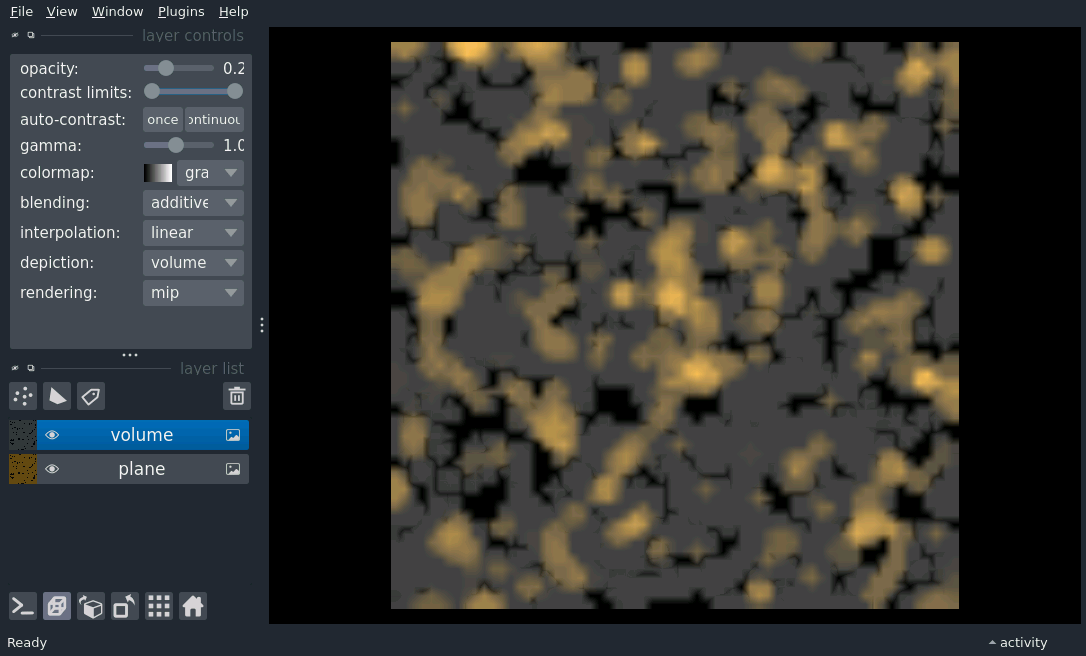 File View Window Plugins Help
layer controls
opacity: 0.2
contrast limits:
auto-contrast: once ontinuou
gamma: 1.0
colormap: gra
blending: additive
interpolation: linear
depiction: volume
rendering: mip
layer list
volume
plane
Ready
activity